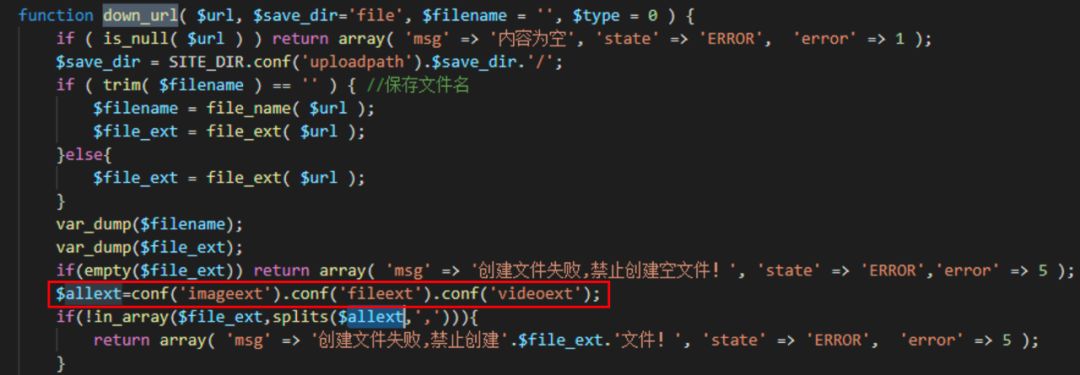 function down_url( $url, $save_dir='file', $filename = '', $type = 0 ) {
if ( is_null( $url ) ) return array( 'msg' => '内容为空', 'state' => 'ERROR', 'error' => 1 );
$save_dir = SITE_DIR.conf('uploadpath').$save_dir.'/';
if ( trim( $filename ) == '' ) { //保存文件名
$filename = file_name( $url );
$file_ext = file_ext( $url );
}else{
$file_ext = file_ext( $url );
}
var_dump($filename);
var_dump($file_ext);
if(empty($file_ext)) return array( 'msg' => '创建文件失败,禁止创建空文件! ', 'state' => 'ERROR','error' => 5 );
$allext=conf('imageext').conf('fileext').conf('videoext');
if(!in_array($file_ext,splits($allext,','))){
return array( 'msg' => '创建文件失败,禁止创建'.$file_ext.'文件! ', 'state' => 'ERROR', 'error' => 5 );
}